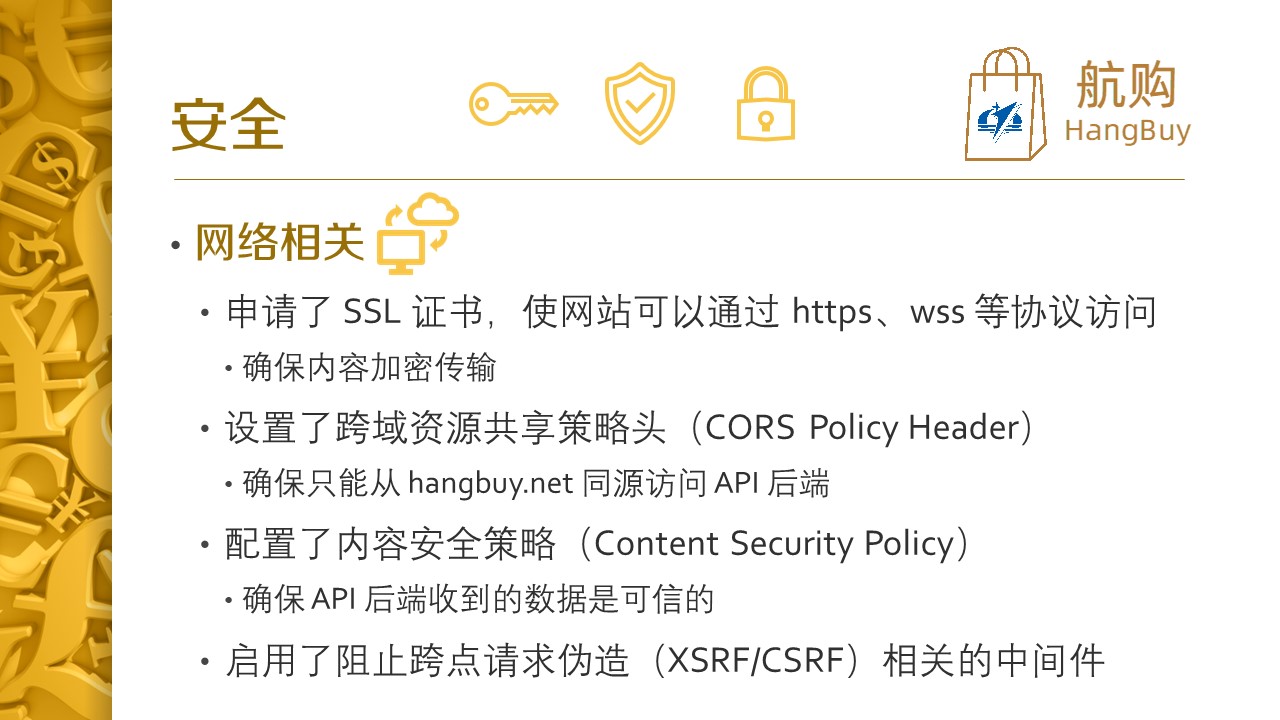 安全
航购
HangBuy
• 网络相关
• 申请了 SSL 证书，使网站可以通过 https、wss 等协议访问
• 确保内容加密传输
• 设置了跨域资源共享策略头（CORS Policy Header）
• 确保只能从 hangbuy.net 同源访问 API 后端
• 配置了内容安全策略（Content Security Policy）
• 确保 API 后端收到的数据是可信的
• 启用了阻止跨点请求伪造（XSRF/CSRF）相关的中间件